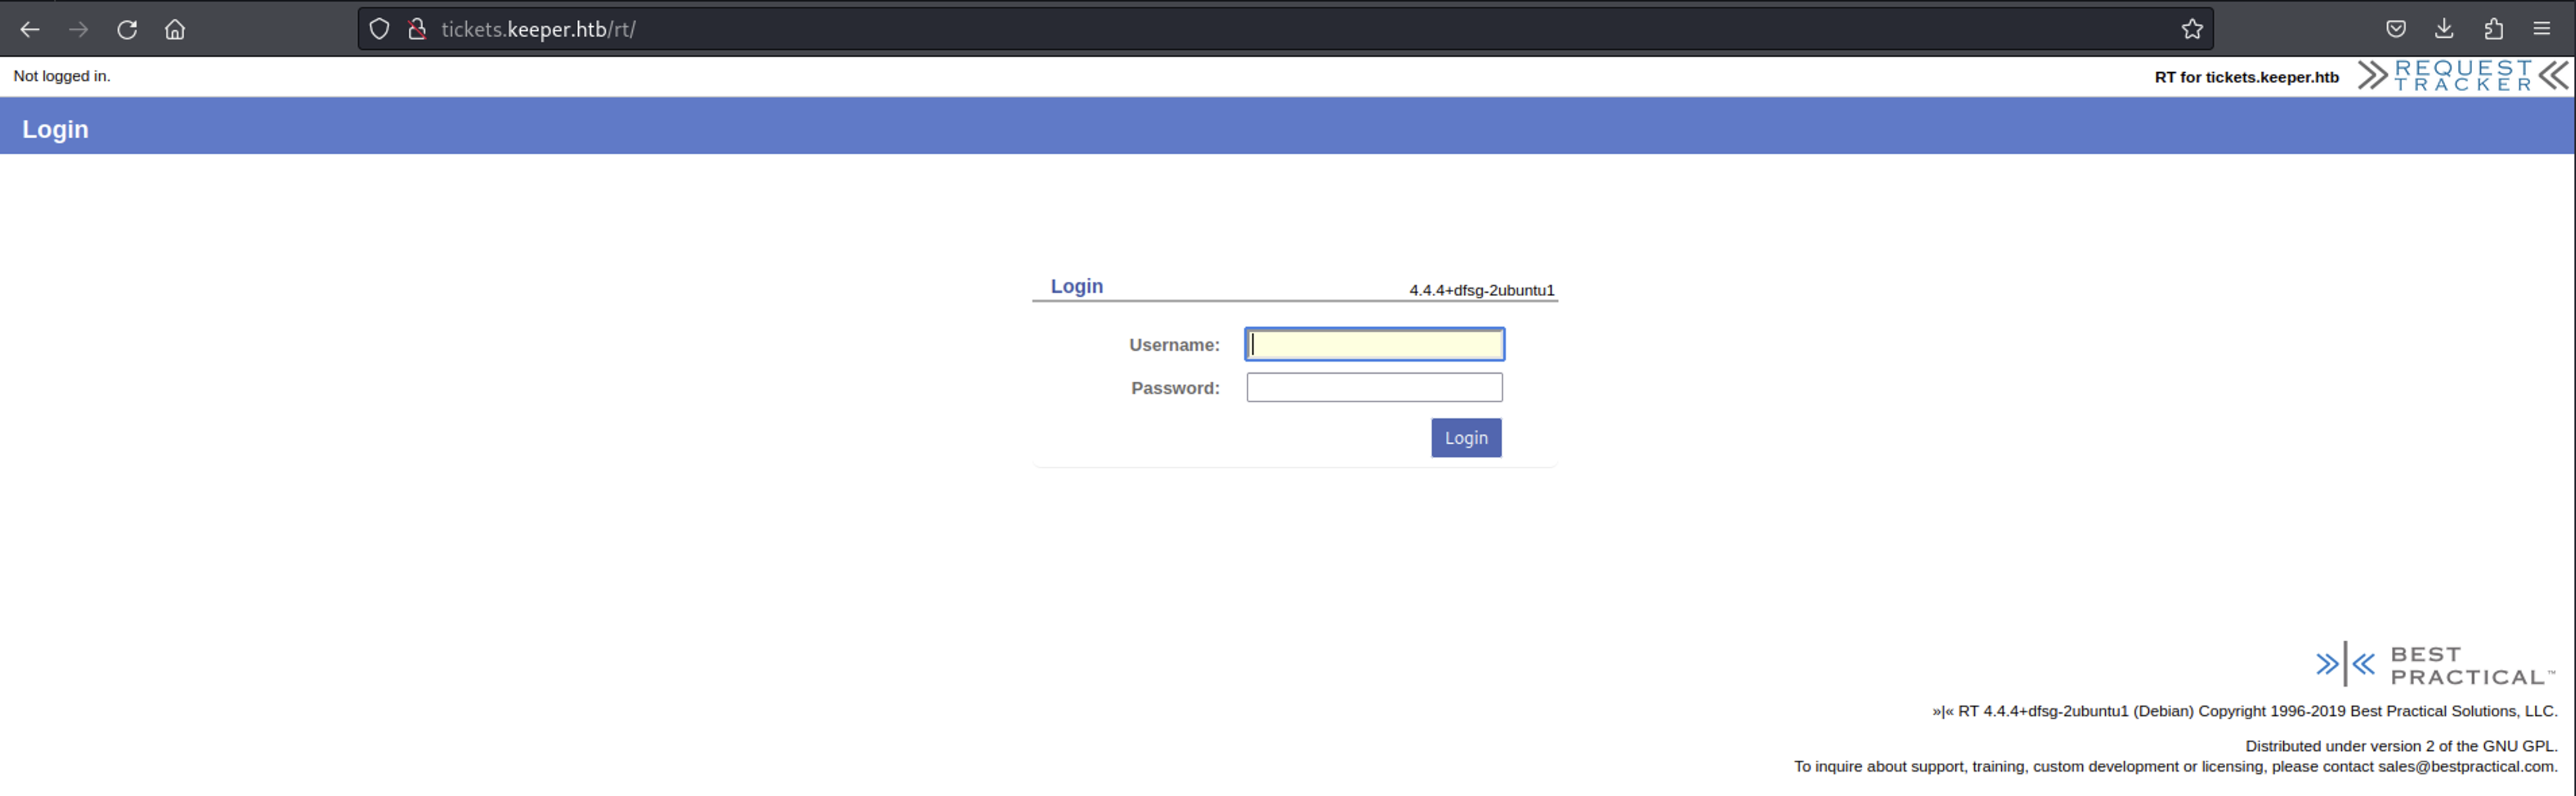 tickets.keeper.htb/rt/
Not logged in.
RT for tickets.keeper.htb
REQUEST
TRACKER
Login
Login
4.4.4+dfsg-2ubuntu1
Username:
Password:
Login
BEST
PRACTICAL™
»|« RT 4.4.4+dfsg-2ubuntu1 (Debian) Copyright 1996-2019 Best Practical Solutions, LLC.
Distributed under version 2 of the GNU GPL.
To inquire about support, training, custom development or licensing, please contact sales@bestpractical.com.